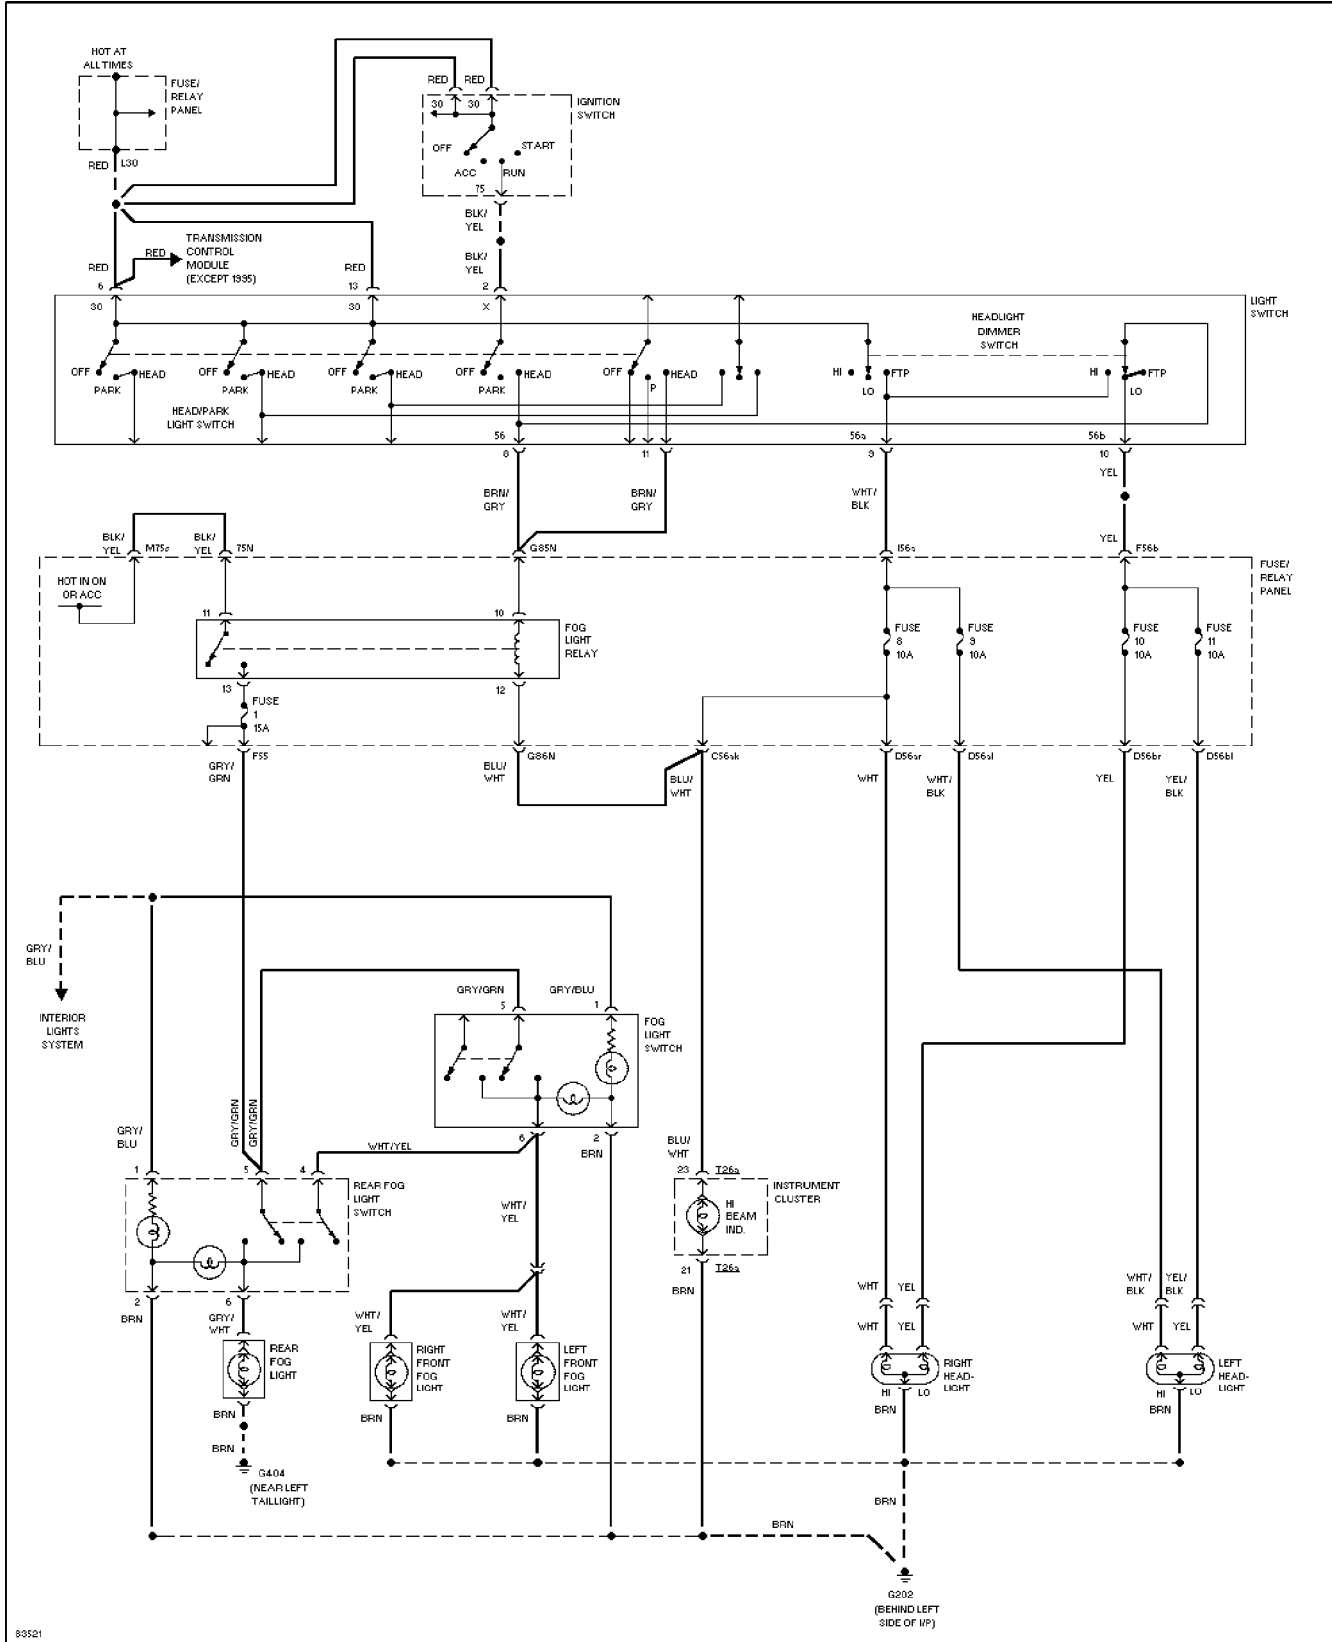 HOT AT
ALL TIMES
FUSE/
RELAY
PANEL
RED
L30
RED
RED
30
30
IGNITION
SWITCH
OFF
START
ACC
RUN
75
BLK/
YEL
BLK/
YEL
RED
TRANSMISSION
CONTROL
MODULE
(EXCEPT 1995)
RED
RED
6
13
2
30
30
X
LIGHT
SWITCH
HEADLIGHT
DIMMER
SWITCH
OFF
HEAD
PARK
OFF
HEAD
PARK
OFF
HEAD
PARK
OFF
HEAD
PARK
OFF
HEAD
P
HI
FTP
LO
HI
FTP
LO
HEAD/PARK
LIGHT SWITCH
56
56a
56b
8
11
9
10
BRN/
GRY
BRN/
GRY
WHT/
BLK
YEL
YEL
BLK/
YEL
M75c
BLK/
YEL
75N
G85N
I56a
F56b
HOT IN ON
OR ACC
FUSE/
RELAY
PANEL
11
10
FOG
LIGHT
RELAY
13
12
FUSE
1
15A
FUSE
8
10A
FUSE
9
10A
FUSE
10
10A
FUSE
11
10A
F55
G86N
C56ak
D56ar
D56al
D56br
D56bl
GRY/
GRN
BLU/
WHT
BLU/
WHT
WHT
WHT/
BLK
YEL
YEL/
BLK
GRY/
BLU
INTERIOR
LIGHTS
SYSTEM
GRY/GRN
GRY/BLU
5
1
FOG
LIGHT
SWITCH
6
2
BRN
GRY/
BLU
GRY/GRN
GRY/GRN
WHT/YEL
1
5
4
REAR FOG
LIGHT
SWITCH
2
6
BRN
GRY/
WHT
WHT/
YEL
BLU/
WHT
23
T26a
INSTRUMENT
CLUSTER
HI
BEAM
IND.
21
T26a
BRN
WHT/
YEL
WHT/
YEL
REAR
FOG
LIGHT
RIGHT
FRONT
FOG
LIGHT
LEFT
FRONT
FOG
LIGHT
WHT
YEL
WHT
YEL
WHT/
BLK
YEL/
BLK
WHT
YEL
RIGHT
HEAD-
LIGHT
LEFT
HEAD-
LIGHT
HI
LO
HI
LO
BRN
BRN
BRN
BRN
BRN
BRN
G404
(NEAR LEFT
TAILLIGHT)
BRN
BRN
G202
(BEHIND LEFT
SIDE OF I/P)
83521